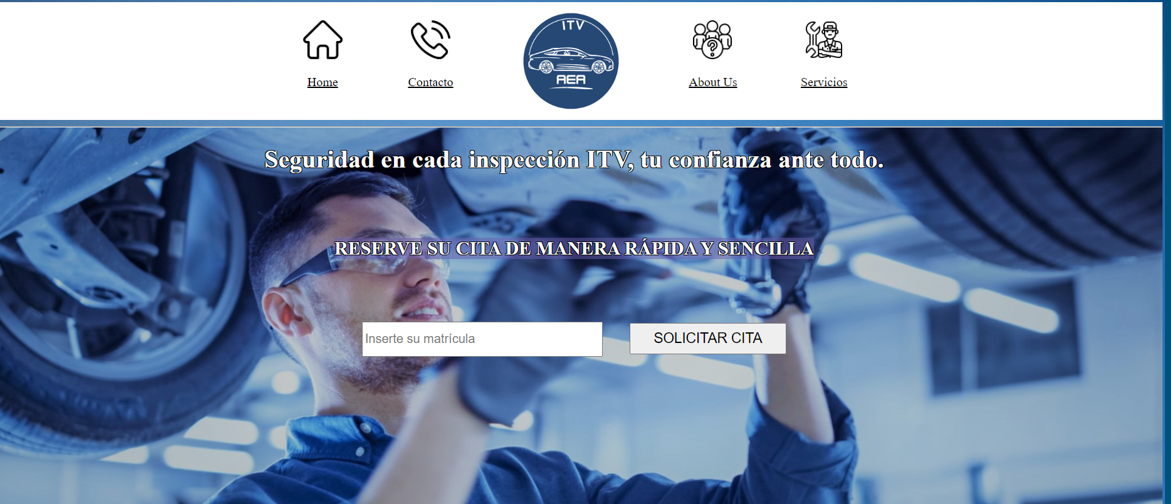 Home
Contacto
ITV
AEA
About Us
Servicios
Seguridad en cada inspección ITV, tu confianza ante todo.
RESERVE SU CITA DE MANERA RÁPIDA Y SENCILLA
Inserte su matrícula
SOLICITAR CITA